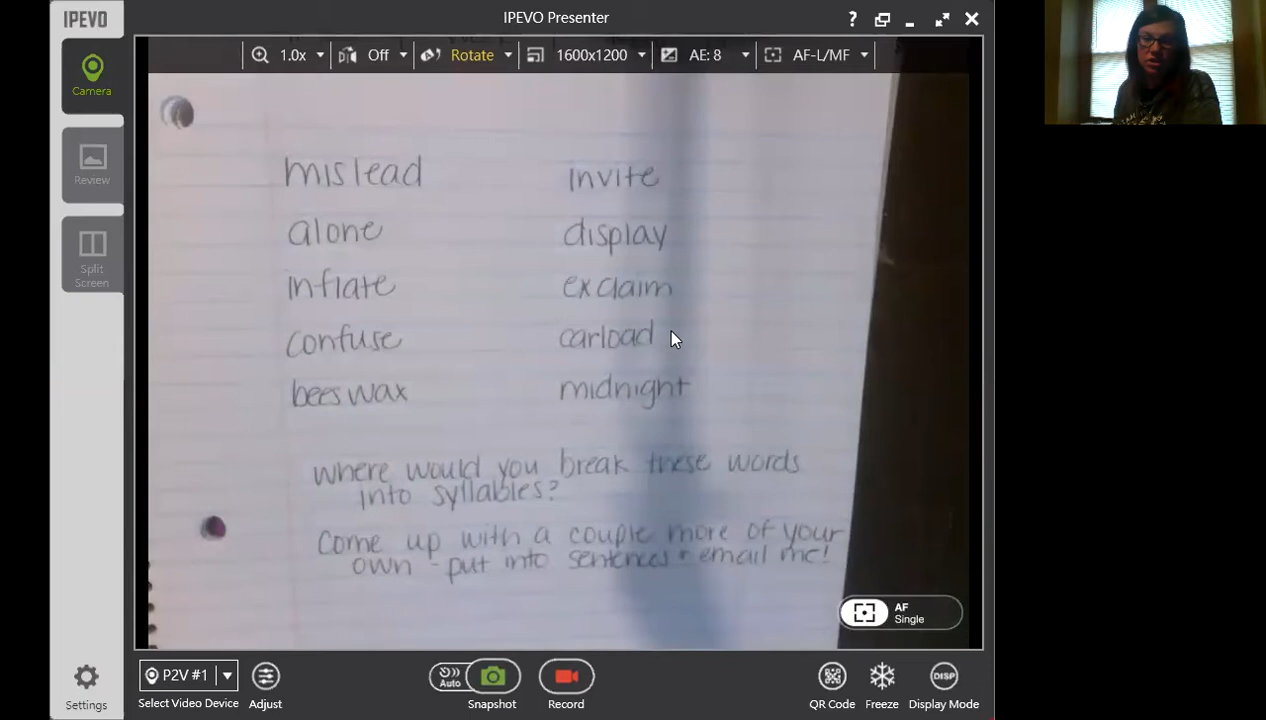 IPEVO
IPEVO Presenter
?
1.0x
Off
Rotate
1600x1200
AE: 8
AF-L/MF
Camera
Review
Split
Screen
mislead invite
alone display
inflate exclaim
confuse carload
beeswax midnight
where would you break these words
into syllables?
Come up with a couple more of your
own - put into sentences + email me!
AF
Single
Settings
P2V #1
Select Video Device
Adjust
Auto
Snapshot
Record
QR Code
Freeze
DISP
Display Mode